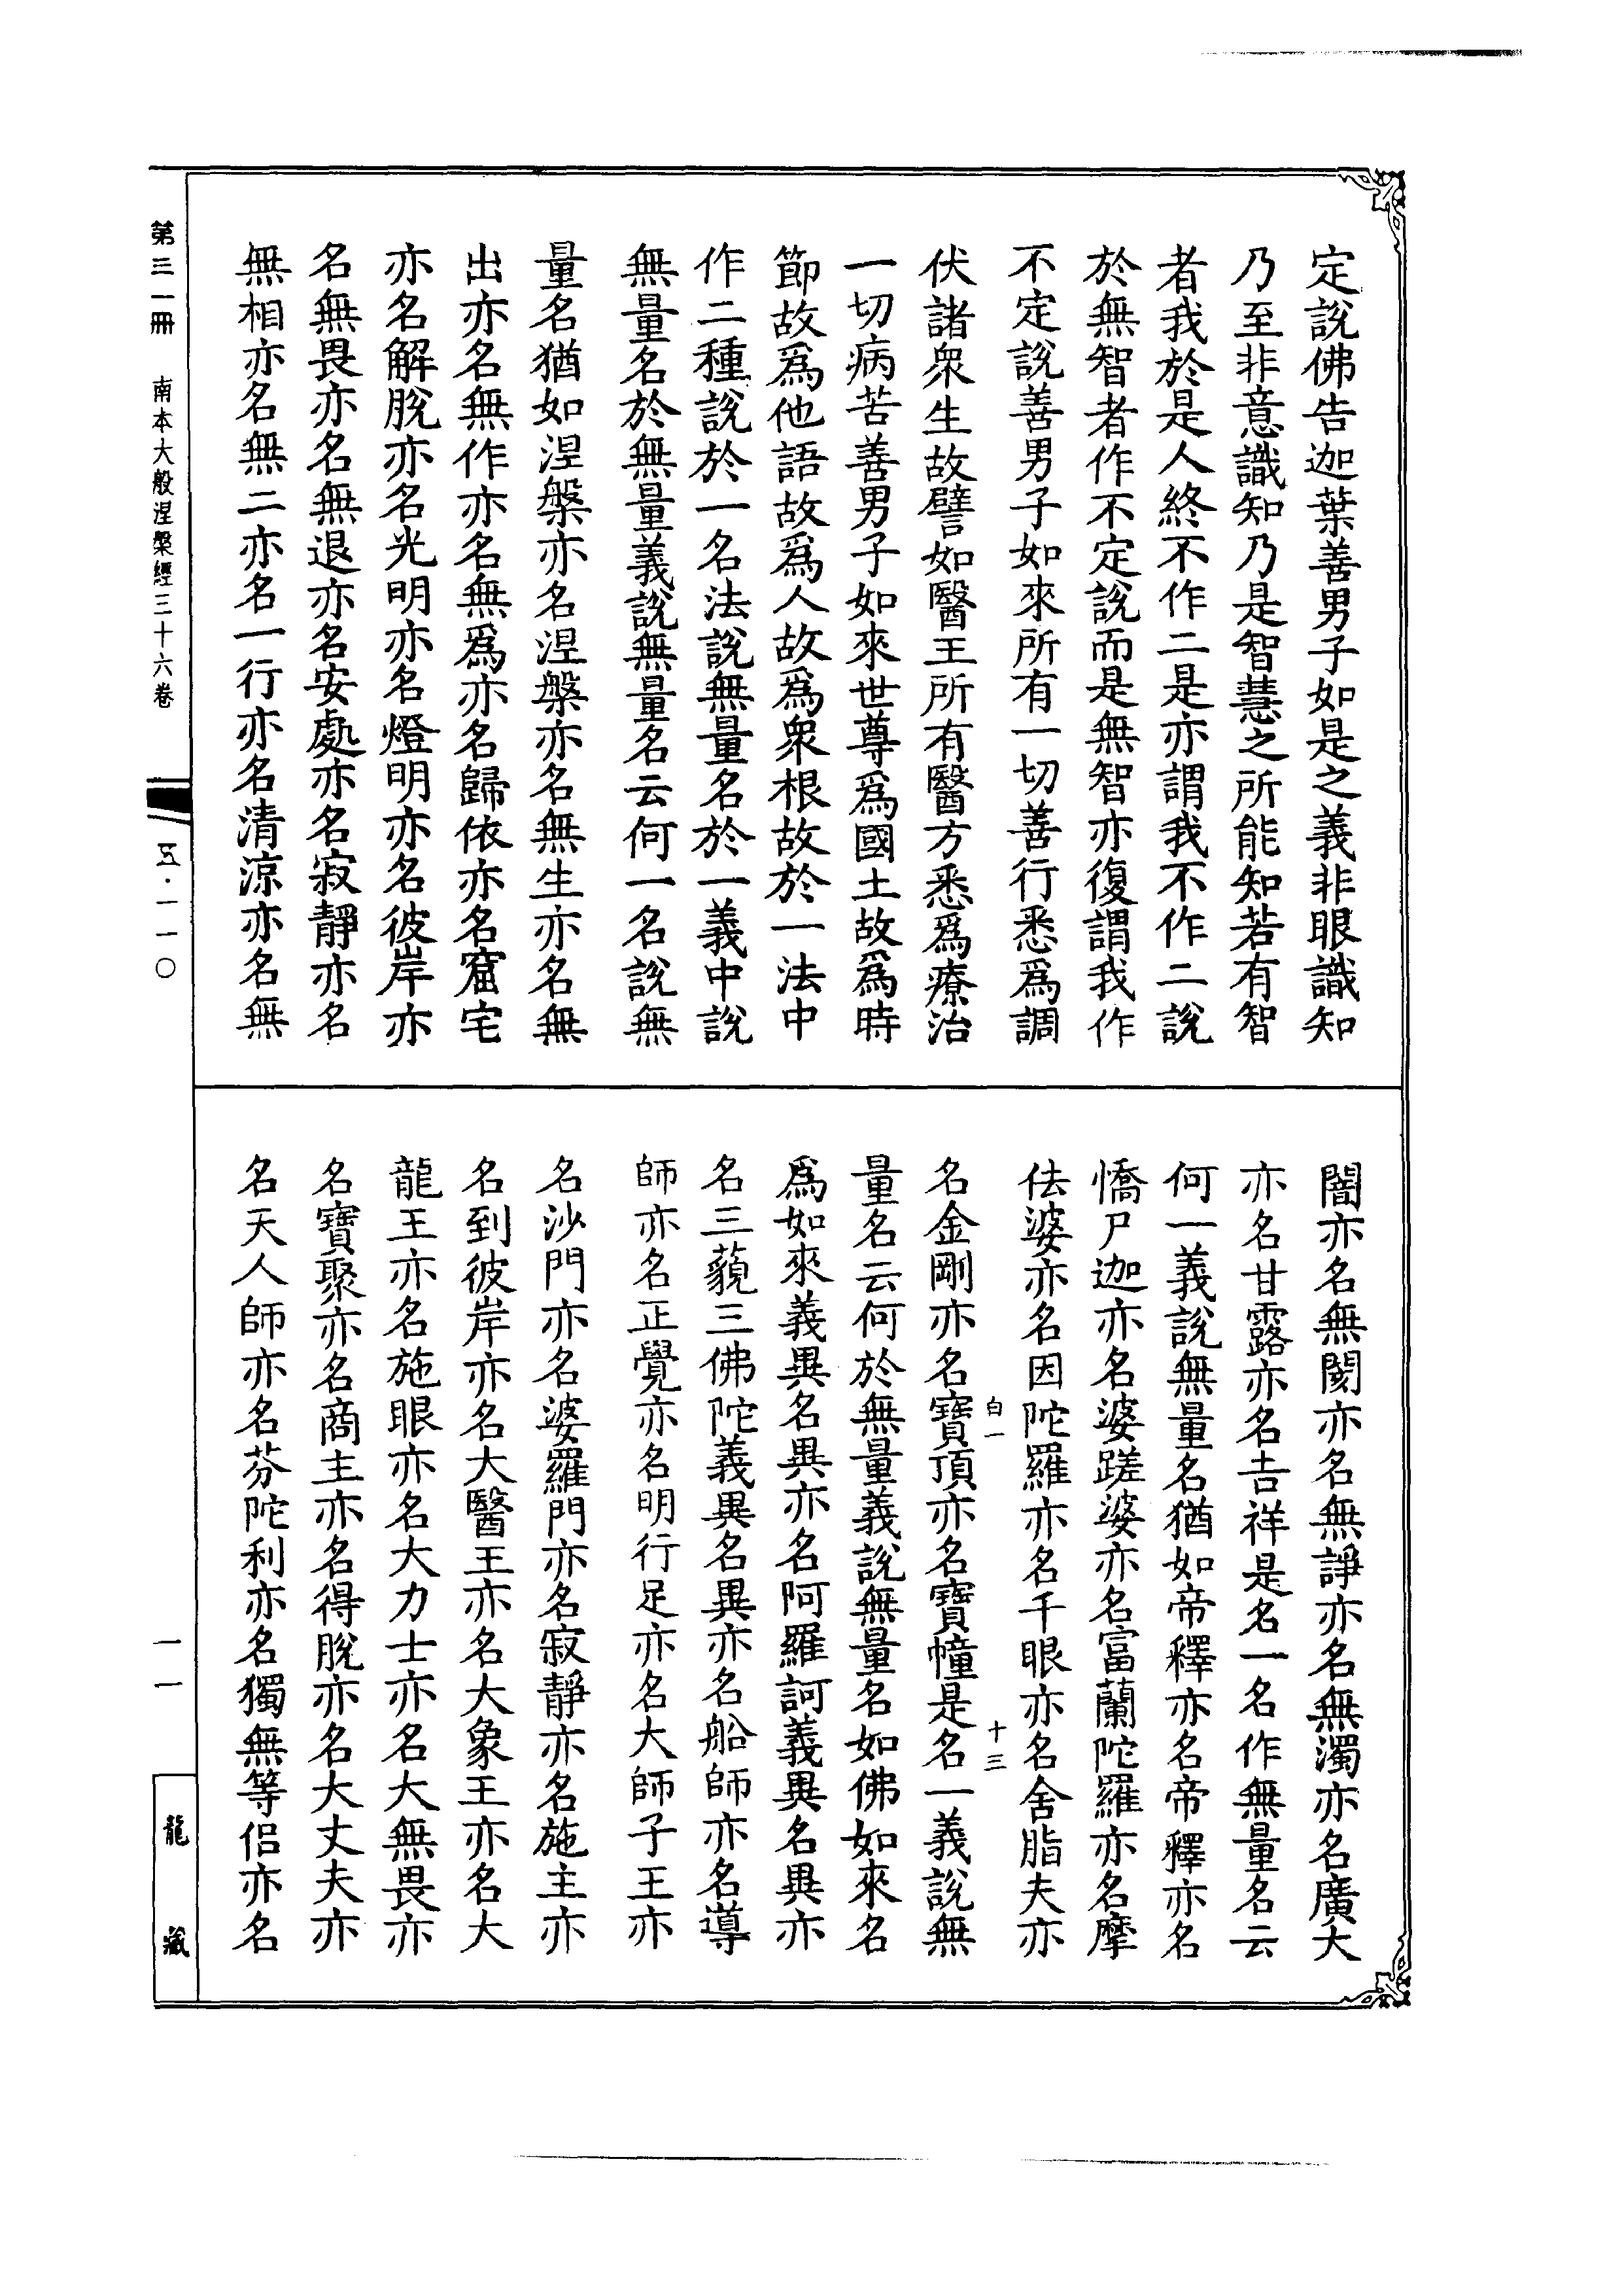 定說佛告迦葉善男子如是之義非眼識知
乃至非意識知乃是智慧之所能知若有智
者我於是人終不作二是亦謂我不作二說
於無智者作不定說而是無智亦復謂我作
不定說善男子如來所有一切善行悉爲調
伏諸衆生故譬如醫王所有醫方悉爲療治
一切病苦善男子如來世尊爲國土故爲時
節故爲他語故爲人故爲衆根故於一法中
作二種說於一名法說無量名於一義中說
無量名於無量義說無量名云何一名說無
量名猶如涅槃亦名涅槃亦名無生亦名無
出亦名無作亦名無爲亦名歸依亦名窟宅
亦名解脫亦名光明亦名燈明亦名彼岸亦
名無畏亦名無退亦名安處亦名寂靜亦名
無相亦名無二亦名一行亦名清涼亦名無
闇亦名無閡亦名無諍亦名無濁亦名廣大
亦名甘露亦名吉祥是名一名作無量名云
何一義說無量名猶如帝釋亦名帝釋亦名
憍尸迦亦名婆蹉婆亦名富蘭陀羅亦名摩
佉婆亦名因陀羅亦名千眼亦名舍脂夫亦
名金剛亦名寶頂亦名寶幢是名一義說無
量名云何於無量義說無量名如佛如來名
爲如來義異名異亦名阿羅訶義異名異亦
名三藐三佛陀義異名異亦名船師亦名導
師亦名正覺亦名明行足亦名大師子王亦
名沙門亦名婆羅門亦名寂靜亦名施主亦
名到彼岸亦名大醫王亦名大象王亦名大
龍王亦名施眼亦名大力士亦名大無畏亦
名寶聚亦名商主亦名得脫亦名大丈夫亦
名天人師亦名芬陀利亦名獨無等侶亦名
白一 十三
第三一冊 南本大般涅槃經三十六卷
五·一一〇
一一
龍藏